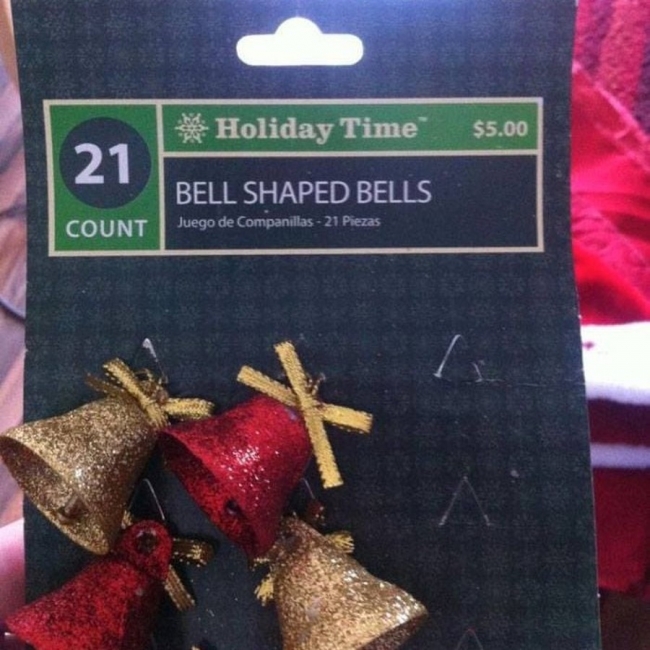 21
COUNT
Holiday Time™
$5.00
BELL SHAPED BELLS
Juego de Companillas - 21 Piezas